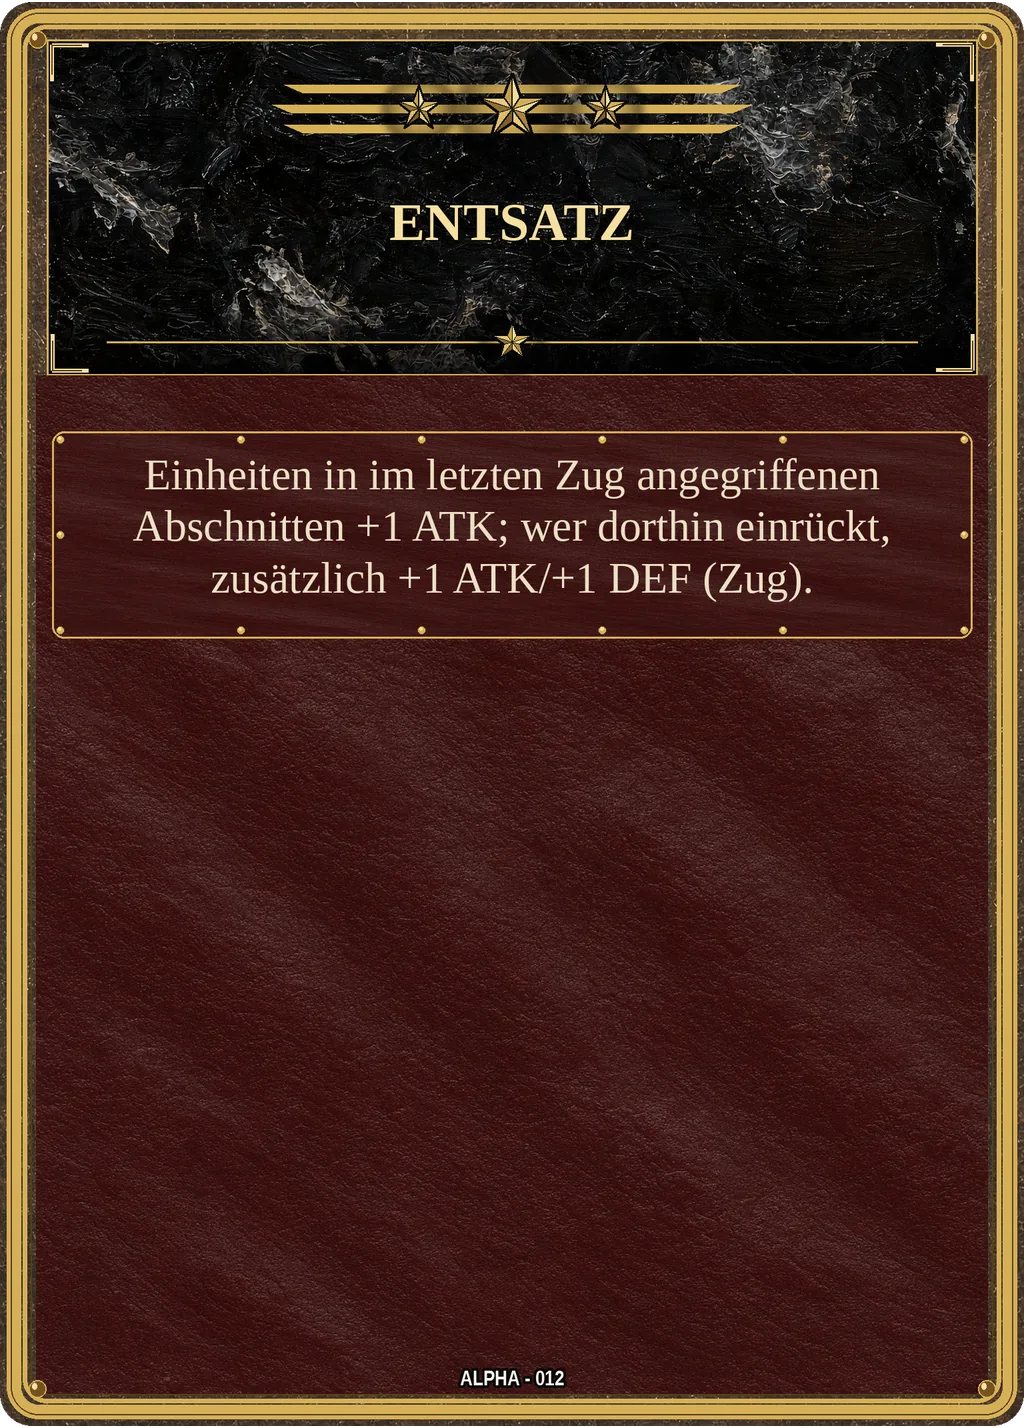 ENTSATZ
Einheiten in im letzten Zug angegriffenen
Abschnitten +1 ATK; wer dorthin einrückt,
zusätzlich +1 ATK/+1 DEF (Zug).
ALPHA - 012